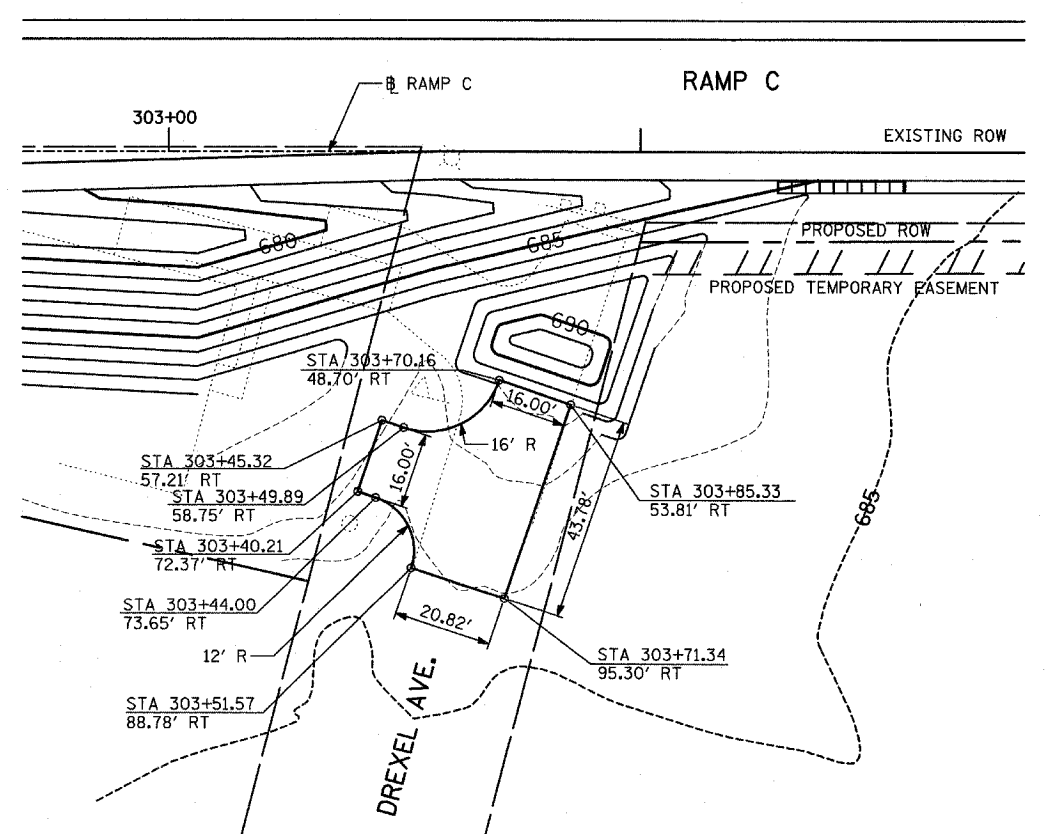 ℄ RAMP C
RAMP C
303+00
EXISTING ROW
680
685
PROPOSED ROW
PROPOSED TEMPORARY EASEMENT
690
STA 303+70.16
48.70' RT
16.00'
16' R
STA 303+45.32
57.21' RT
16.00'
STA 303+49.89
58.75' RT
STA 303+85.33
53.81' RT
43.78'
685
STA 303+40.21
72.37' RT
STA 303+44.00
73.65' RT
20.82'
12' R
STA 303+71.34
95.30' RT
STA 303+51.57
88.78' RT
DREXEL AVE.